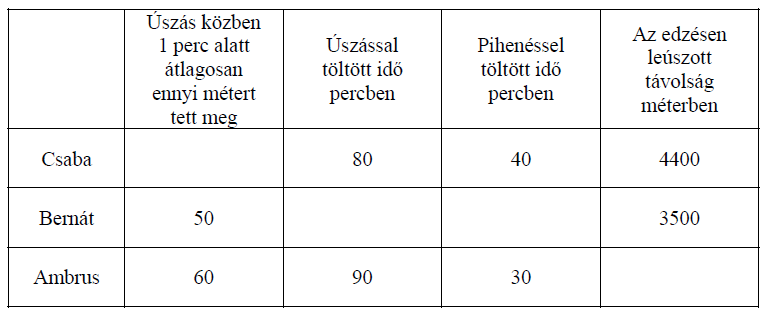 Úszás közben
1 perc alatt
átlagosan
ennyi métert
tett meg
Úszással
töltött idő
percben
Pihenéssel
töltött idő
percben
Az edzésen
leúszott
távolság
méterben
Csaba 80 40 4400
Bernát 50 3500
Ambrus 60 90 30